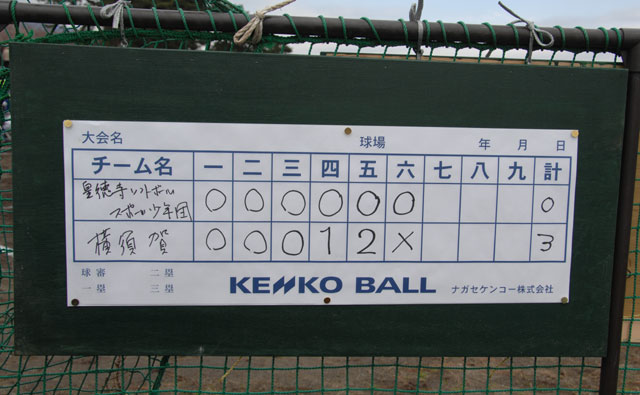 大会名 球場 年 月 日
チーム名 一 二 三 四 五 六 七 八 九 計
星徳寺ソフトボール
スポーツ少年団 0 0 0 0 0 0 0
横須賀 0 0 0 1 2 × 3
球審 二塁
一塁 三塁
KENKO BALL ナガセケンコー株式会社